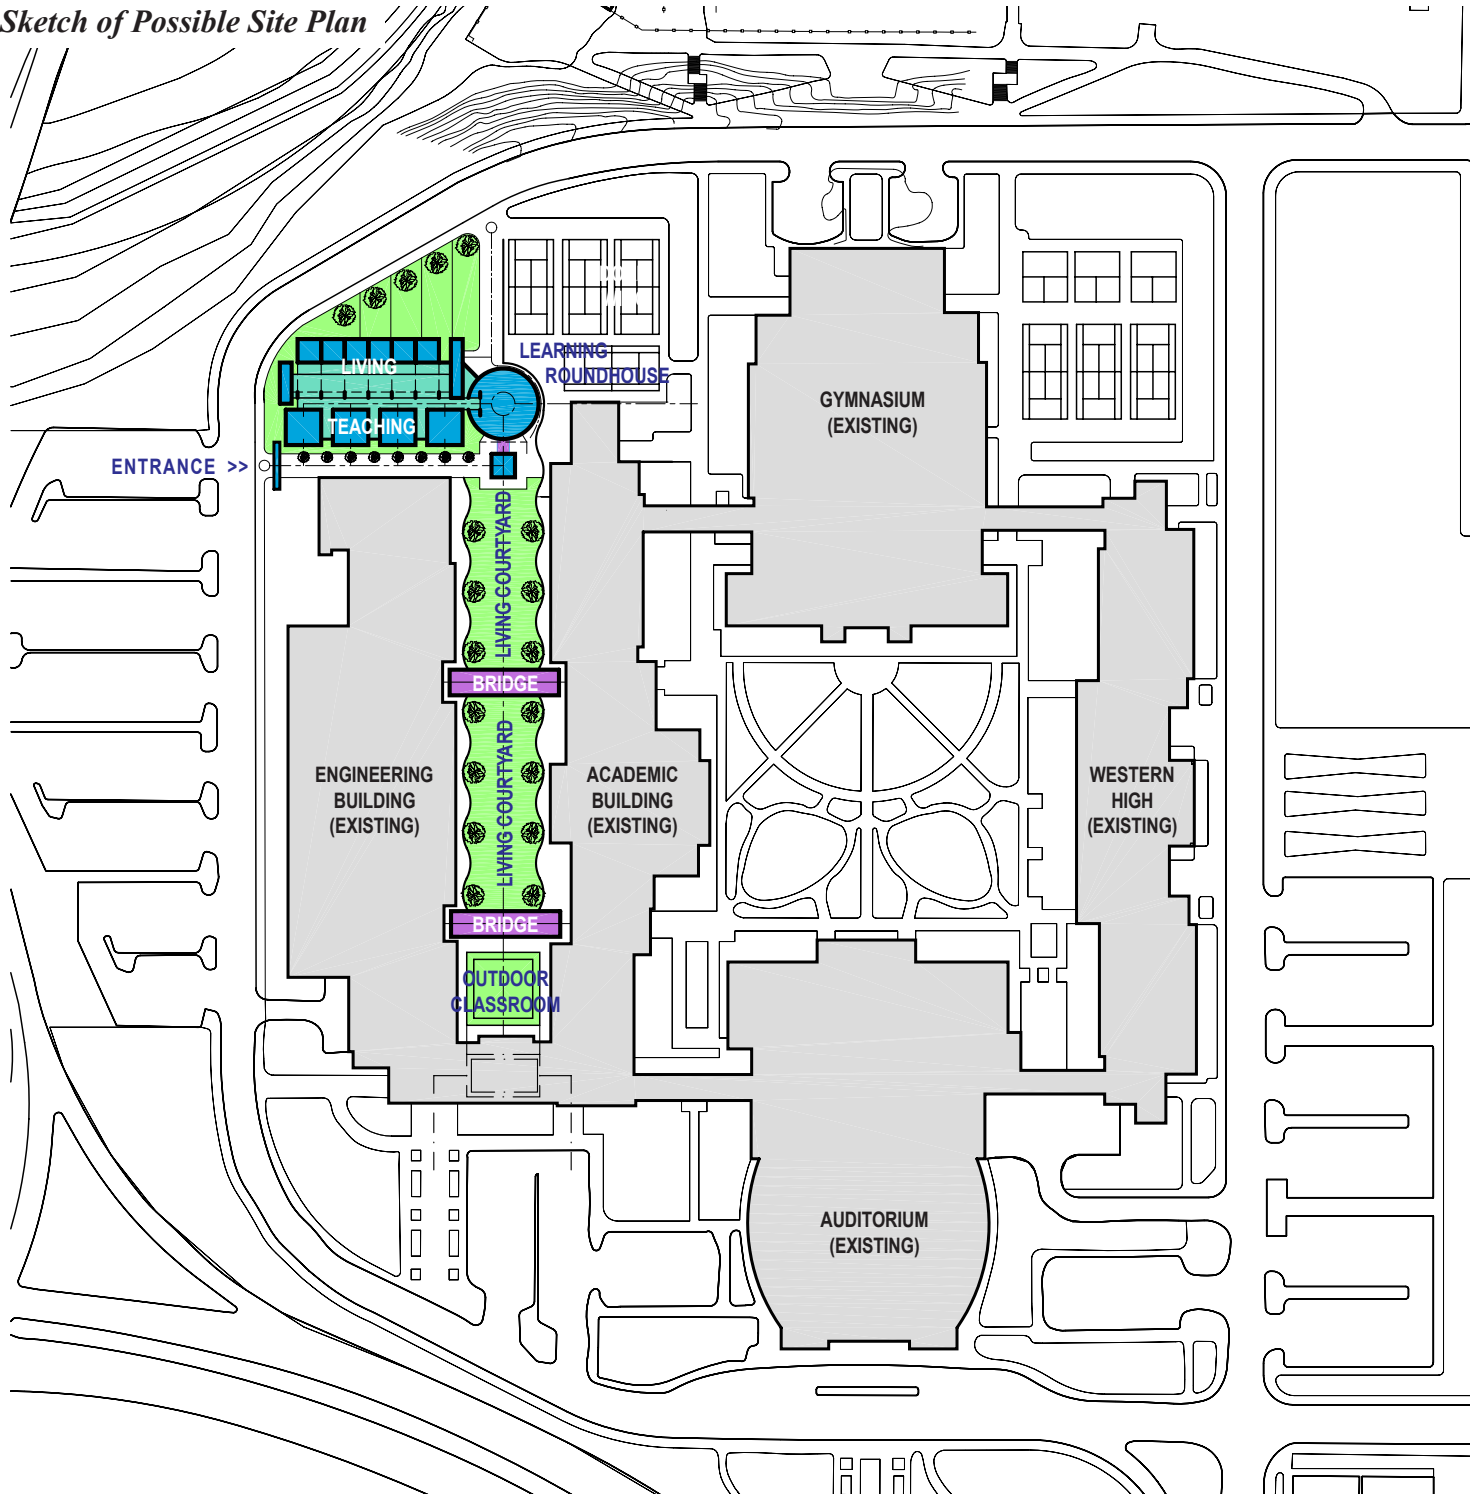 Sketch of Possible Site Plan
LEARNING
ROUNDHOUSE
LIVING
TEACHING
ENTRANCE >>
GYMNASIUM
(EXISTING)
LIVING COURTYARD
BRIDGE
LIVING COURTYARD
ENGINEERING
BUILDING
(EXISTING)
ACADEMIC
BUILDING
(EXISTING)
WESTERN
HIGH
(EXISTING)
BRIDGE
OUTDOOR
CLASSROOM
AUDITORIUM
(EXISTING)